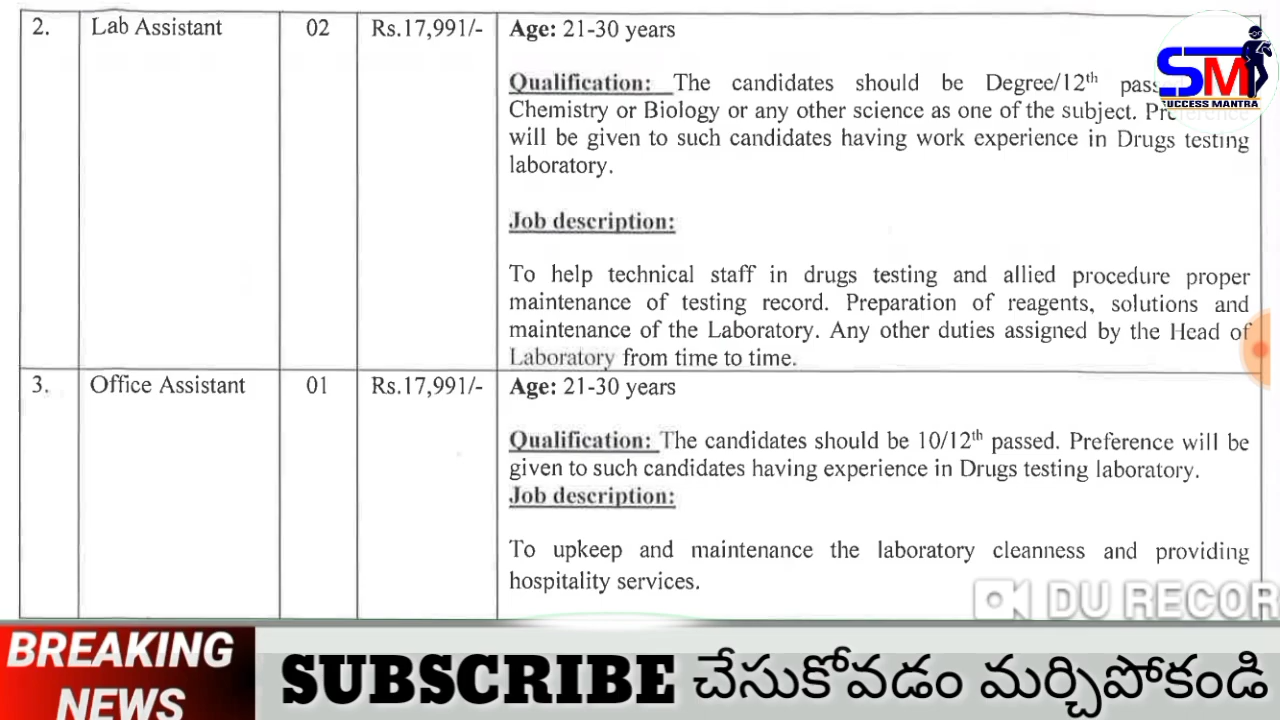 2. Lab Assistant 02 Rs.17,991/- Age: 21-30 years
Qualification: The candidates should be Degree/12th
Chemistry or Biology or any other science as one of the subject.
will be given to such candidates having work experience in Drugs testing
laboratory.
Job description:
To help technical staff in drugs testing and allied procedure proper
maintenance of testing record. Preparation of reagents, solutions and
maintenance of the Laboratory. Any other duties assigned by the Head of
Laboratory from time to time.
3. Office Assistant 01 Rs.17,991/- Age: 21-30 years
Qualification: The candidates should be 10/12th passed. Preference will be
given to such candidates having experience in Drugs testing laboratory.
Job description:
To upkeep and maintenance the laboratory cleanness and providing
hospitality services.
SM
SUCCESS MANTRA
DU RECOR
BREAKING
NEWS
SUBSCRIBE చేసుకోవడం మర్చిపోకండి